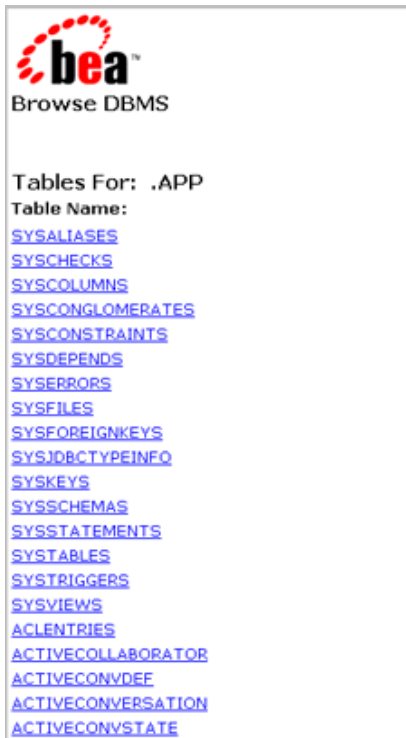 bea™
Browse DBMS
Tables For: .APP
Table Name:
SYSALIASES
SYSCHECKS
SYSCOLUMNS
SYSCONGLOMERATES
SYSCONSTRAINTS
SYSDEPENDS
SYSERRORS
SYSFILES
SYSFOREIGNKEYS
SYSJDBCTYPEINFO
SYSKEYS
SYSSCHEMAS
SYSSTATEMENTS
SYSTABLES
SYSTRIGGERS
SYSVIEWS
ACLENTRIES
ACTIVECOLLABORATOR
ACTIVECONVDEF
ACTIVECONVERSATION
ACTIVECONVSTATE